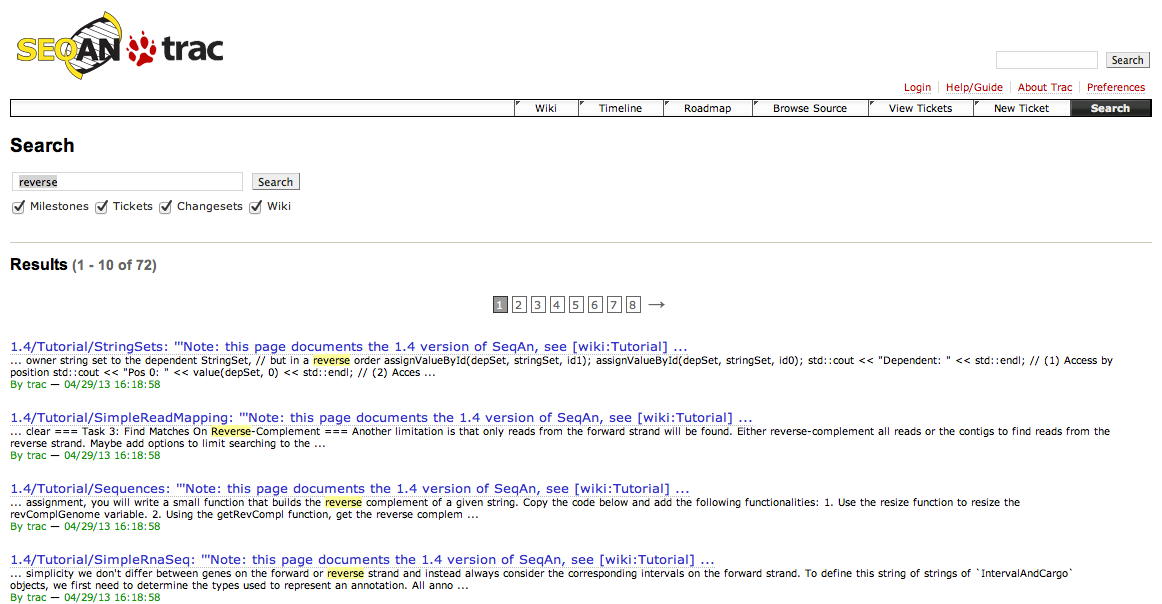 SEQAN trac
Search
Login Help/Guide About Trac Preferences
Wiki Timeline Roadmap Browse Source View Tickets New Ticket Search
Search
reverse Search
Milestones Tickets Changesets Wiki
Results (1 - 10 of 72)
1 2 3 4 5 6 7 8 →
1.4/Tutorial/StringSets: '''Note: this page documents the 1.4 version of SeqAn, see [wiki:Tutorial] ...
... owner string set to the dependent StringSet, // but in a reverse order assignValueById(depSet, stringSet, id1); assignValueById(depSet, stringSet, id0); std::cout << "Dependent: " << std::endl; // (1) Access by
position std::cout << "Pos 0: " << value(depSet, 0) << std::endl; // (2) Acces ...
By trac — 04/29/13 16:18:58
1.4/Tutorial/SimpleReadMapping: '''Note: this page documents the 1.4 version of SeqAn, see [wiki:Tutorial] ...
... clear === Task 3: Find Matches On Reverse-Complement === Another limitation is that only reads from the forward strand will be found. Either reverse-complement all reads or the contigs to find reads from the
reverse strand. Maybe add options to limit searching to the ...
By trac — 04/29/13 16:18:58
1.4/Tutorial/Sequences: '''Note: this page documents the 1.4 version of SeqAn, see [wiki:Tutorial] ...
... assignment, you will write a small function that builds the reverse complement of a given string. Copy the code below and add the following functionalities: 1. Use the resize function to resize the
revComplGenome variable. 2. Using the getRevCompl function, get the reverse complem ...
By trac — 04/29/13 16:18:58
1.4/Tutorial/SimpleRnaSeq: '''Note: this page documents the 1.4 version of SeqAn, see [wiki:Tutorial] ...
... simplicity we don't differ between genes on the forward or reverse strand and instead always consider the corresponding intervals on the forward strand. To define this string of strings of `IntervalAndCargo`
objects, we first need to determine the types used to represent an annotation. All anno ...
By trac — 04/29/13 16:18:58